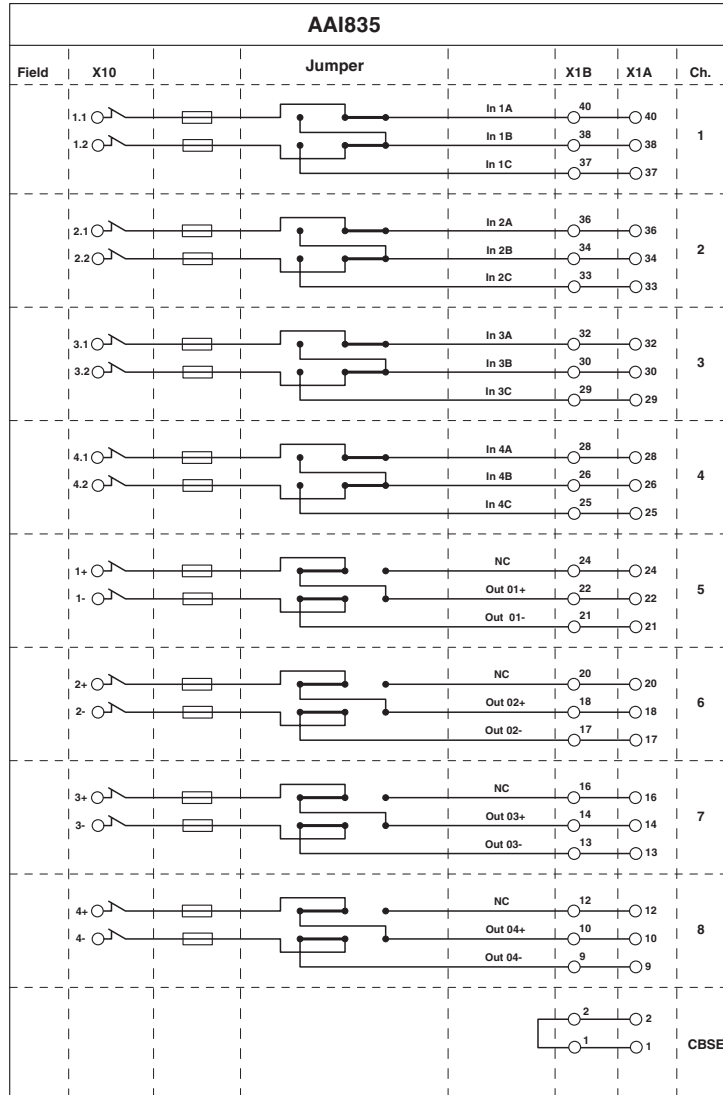 AAI835
Field X10 Jumper X1B X1A Ch.
1.1 In 1A 40 40
1.2 In 1B 38 38 1
In 1C 37 37
2.1 In 2A 36 36
2.2 In 2B 34 34 2
In 2C 33 33
3.1 In 3A 32 32
3.2 In 3B 30 30 3
In 3C 29 29
4.1 In 4A 28 28
4.2 In 4B 26 26 4
In 4C 25 25
1+ NC 24 24
1- Out 01+ 22 22 5
Out 01- 21 21
2+ NC 20 20
2- Out 02+ 18 18 6
Out 02- 17 17
3+ NC 16 16
3- Out 03+ 14 14 7
Out 03- 13 13
4+ NC 12 12
4- Out 04+ 10 10 8
Out 04- 9 9
2 2
1 1 CBSE